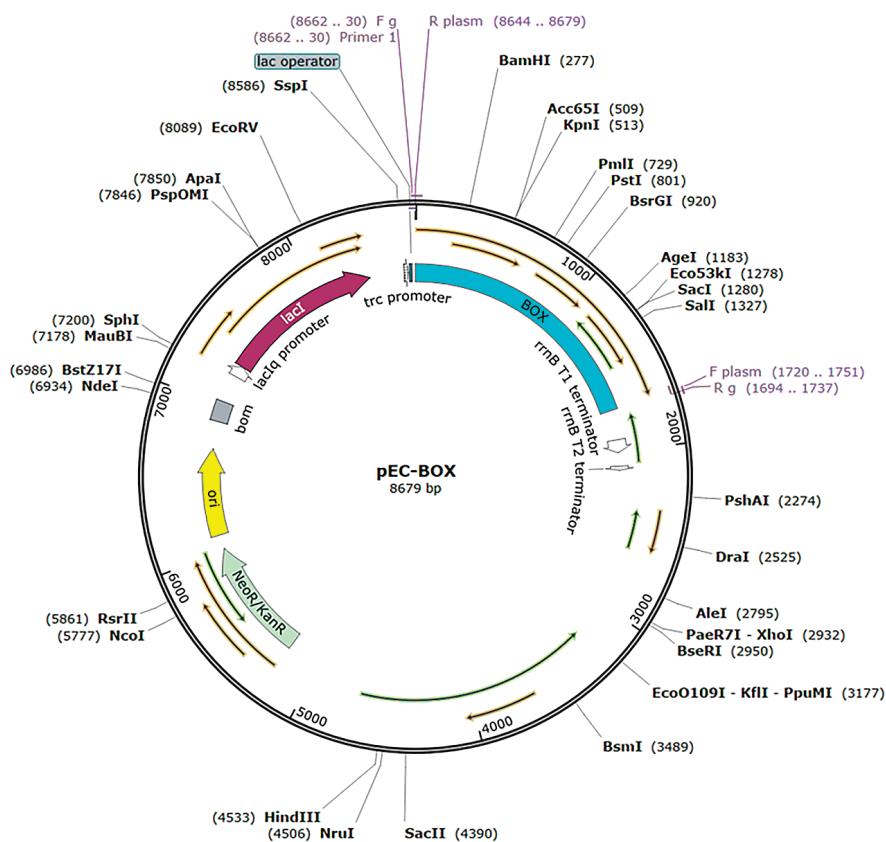 (8662 .. 30) F g
R plasm (8644 .. 8679)
(8662 .. 30) Primer 1
lac operator
(8586) SspI
BamHI (277)
(8089) EcoRV
Acc65I (509)
KpnI (513)
(7850) ApaI
(7846) PspOMI
PmlI (729)
PstI (801)
BsrGI (920)
AgeI (1183)
Eco53kI (1278)
SacI (1280)
SalI (1327)
8000
1000
trc promoter
lacI
BOX
lacIq promoter
(7200) SphI
(7178) MauBI
(6986) BstZ17I
(6934) NdeI
7000
rrnB T1 terminator
rrnB T2 terminator
F plasm (1720 .. 1751)
R g (1694 .. 1737)
2000
bom
pEC-BOX
8679 bp
ori
PshAI (2274)
DraI (2525)
6000
NeoR/KanR
(5861) RsrII
(5777) NcoI
3000
AleI (2795)
PaeR7I - XhoI (2932)
BseRI (2950)
EcoO109I - KflI - PpuMI (3177)
5000
4000
BsmI (3489)
(4533) HindIII
(4506) NruI
SacII (4390)